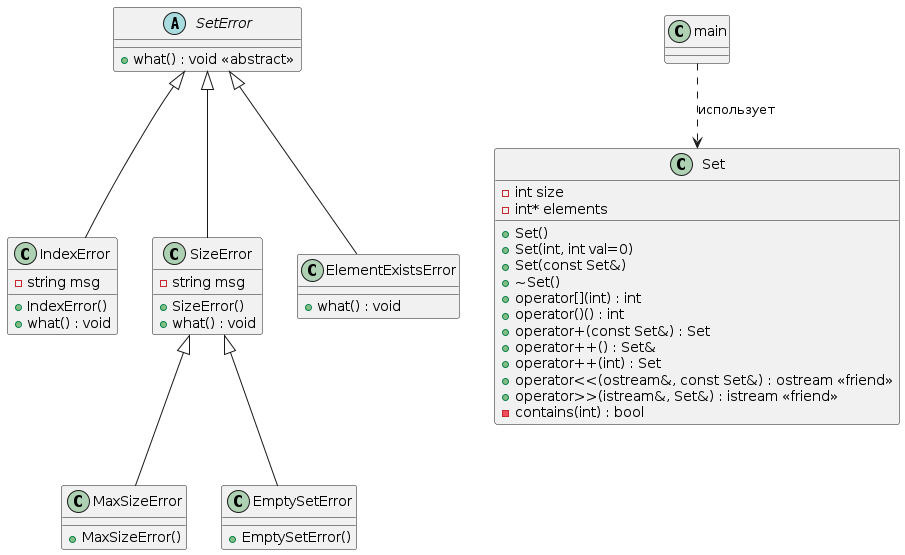 SetError
what() : void «abstract»
main
использует
Set
int size
int* elements
Set()
Set(int, int val=0)
Set(const Set&)
~Set()
operator[](int) : int
operator()() : int
operator+(const Set&) : Set
operator++() : Set&
operator++(int) : Set
operator<<(ostream&, const Set&) : ostream «friend»
operator>>(istream&, Set&) : istream «friend»
contains(int) : bool
IndexError
string msg
IndexError()
what() : void
SizeError
string msg
SizeError()
what() : void
ElementExistsError
what() : void
MaxSizeError
MaxSizeError()
EmptySetError
EmptySetError()